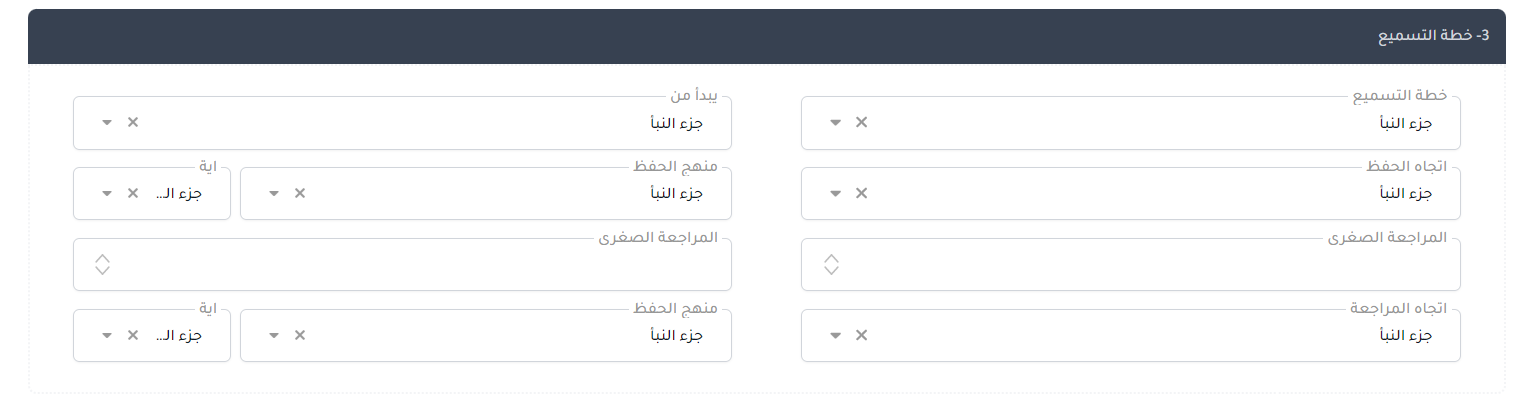 3- خطة التسميع
خطة التسميع
جزء النبأ
يبدأ من
جزء النبأ
اتجاه الحفظ
جزء النبأ
منهج الحفظ
جزء النبأ
اية
جزء الـ...
المراجعة الصغرى
المراجعة الصغرى
اتجاه المراجعة
جزء النبأ
منهج الحفظ
جزء النبأ
اية
جزء الـ...